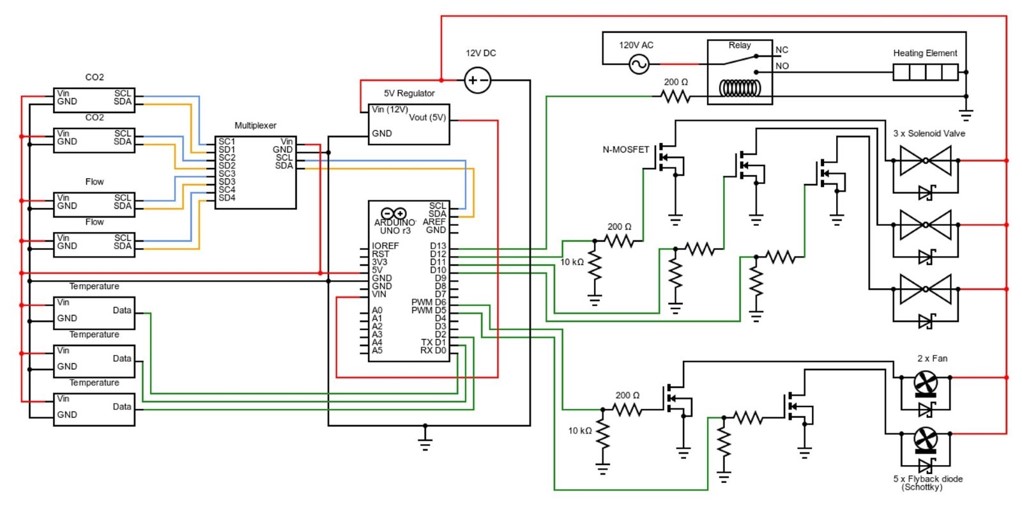 CO2
Vin
GND
SCL
SDA
CO2
Vin
GND
SCL
SDA
Flow
Vin
GND
SCL
SDA
Flow
Vin
GND
SCL
SDA
Temperature
Vin
GND
Data
Temperature
Vin
GND
Data
Temperature
Vin
GND
Data
Multiplexer
SC1
SD1
SC2
SD2
SC3
SD3
SC4
SD4
Vin
GND
SCL
SDA
12V DC
5V Regulator
Vin (12V)
Vout (5V)
GND
ARDUINO
UNO r3
IOREF
RST
3V3
5V
GND
GND
VIN
A0
A1
A2
A3
A4
A5
SCL
SDA
AREF
GND
D13
D12
D11
D10
D9
D8
D7
PWM D6
PWM D5
D4
D3
D2
TX D1
RX D0
120V AC
Relay
NC
NO
Heating Element
200 Ω
N-MOSFET
3 x Solenoid Valve
200 Ω
10 kΩ
2 x Fan
200 Ω
10 kΩ
5 x Flyback diode
(Schottky)